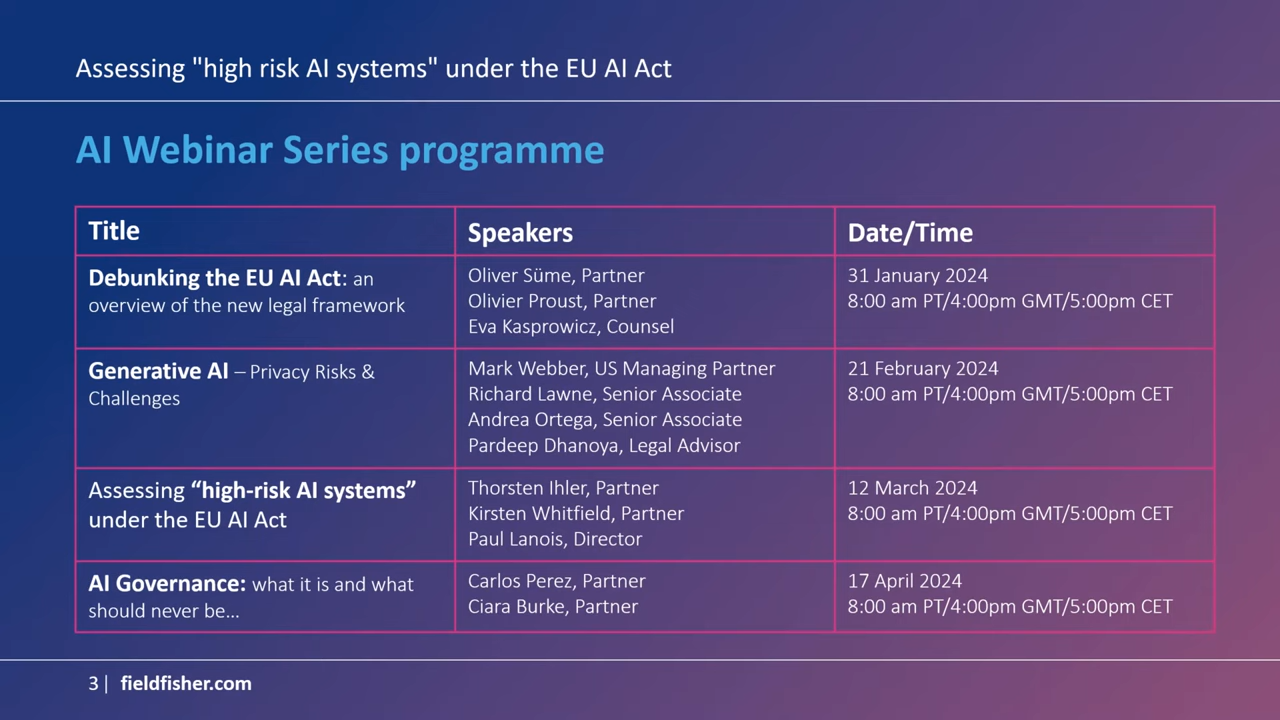 Assessing "high risk AI systems" under the EU AI Act
AI Webinar Series programme
Title
Speakers
Date/Time
Debunking the EU AI Act: an
overview of the new legal framework
Oliver Süme, Partner
Olivier Proust, Partner
Eva Kasprowicz, Counsel
31 January 2024
8:00 am PT/4:00pm GMT/5:00pm CET
Generative AI – Privacy Risks &
Challenges
Mark Webber, US Managing Partner
Richard Lawne, Senior Associate
Andrea Ortega, Senior Associate
Pardeep Dhanoya, Legal Advisor
21 February 2024
8:00 am PT/4:00pm GMT/5:00pm CET
Assessing “high-risk AI systems”
under the EU AI Act
Thorsten Ihler, Partner
Kirsten Whitfield, Partner
Paul Lanois, Director
12 March 2024
8:00 am PT/4:00pm GMT/5:00pm CET
AI Governance: what it is and what
should never be…
Carlos Perez, Partner
Ciara Burke, Partner
17 April 2024
8:00 am PT/4:00pm GMT/5:00pm CET
3| fieldfisher.com